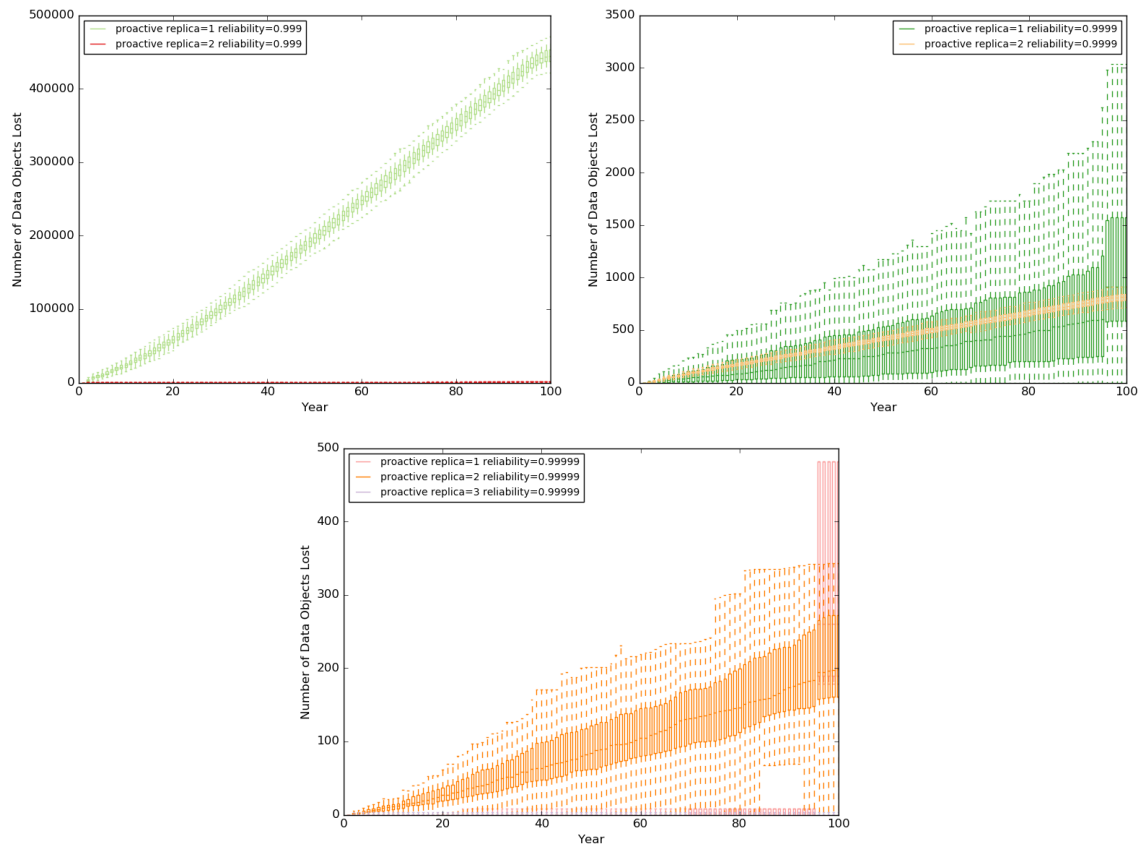 500000
400000
300000
200000
100000
0
Number of Data Objects Lost
proactive replica=1 reliability=0.999
proactive replica=2 reliability=0.999
0 20 40 60 80 100
Year
3500
3000
2500
2000
1500
1000
500
0
Number of Data Objects Lost
proactive replica=1 reliability=0.9999
proactive replica=2 reliability=0.9999
0 20 40 60 80 100
Year
500
400
300
200
100
0
Number of Data Objects Lost
proactive replica=1 reliability=0.99999
proactive replica=2 reliability=0.99999
proactive replica=3 reliability=0.99999
0 20 40 60 80 100
Year